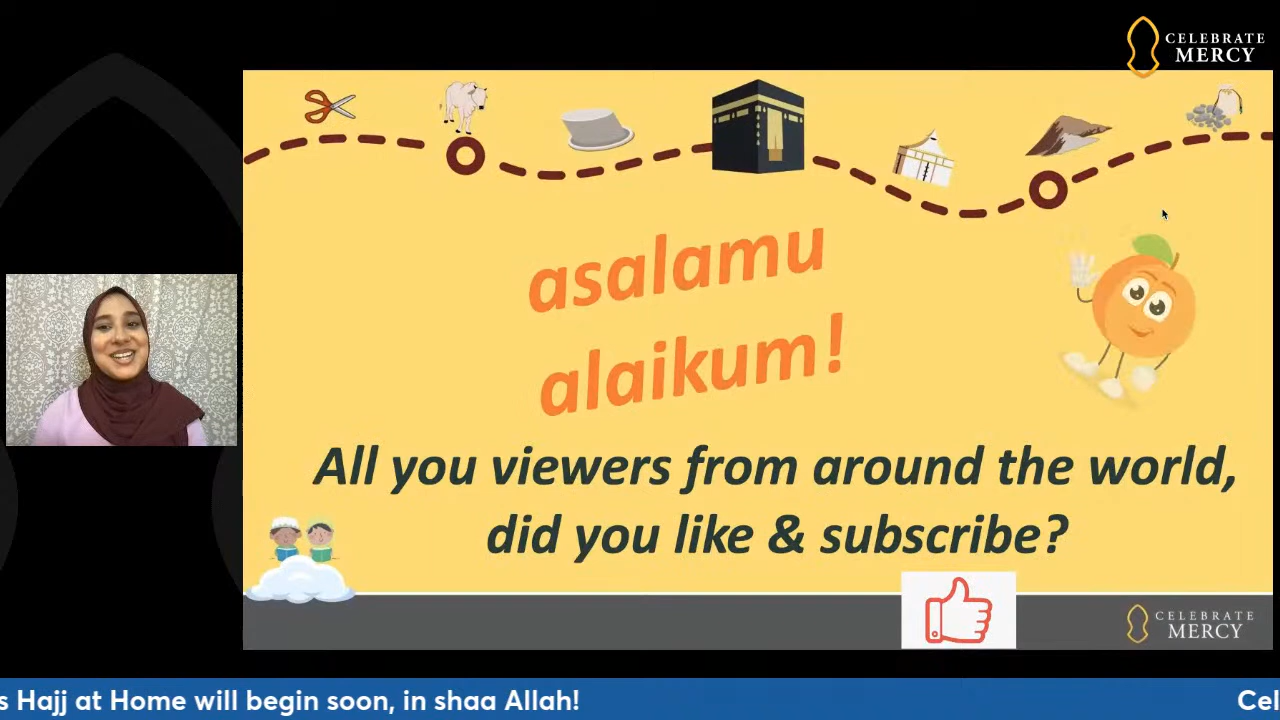 CELEBRATE
MERCY
asalamu
alaikum!
All you viewers from around the world,
did you like & subscribe?
CELEBRATE
MERCY
s Hajj at Home will begin soon, in shaa Allah!
Cel